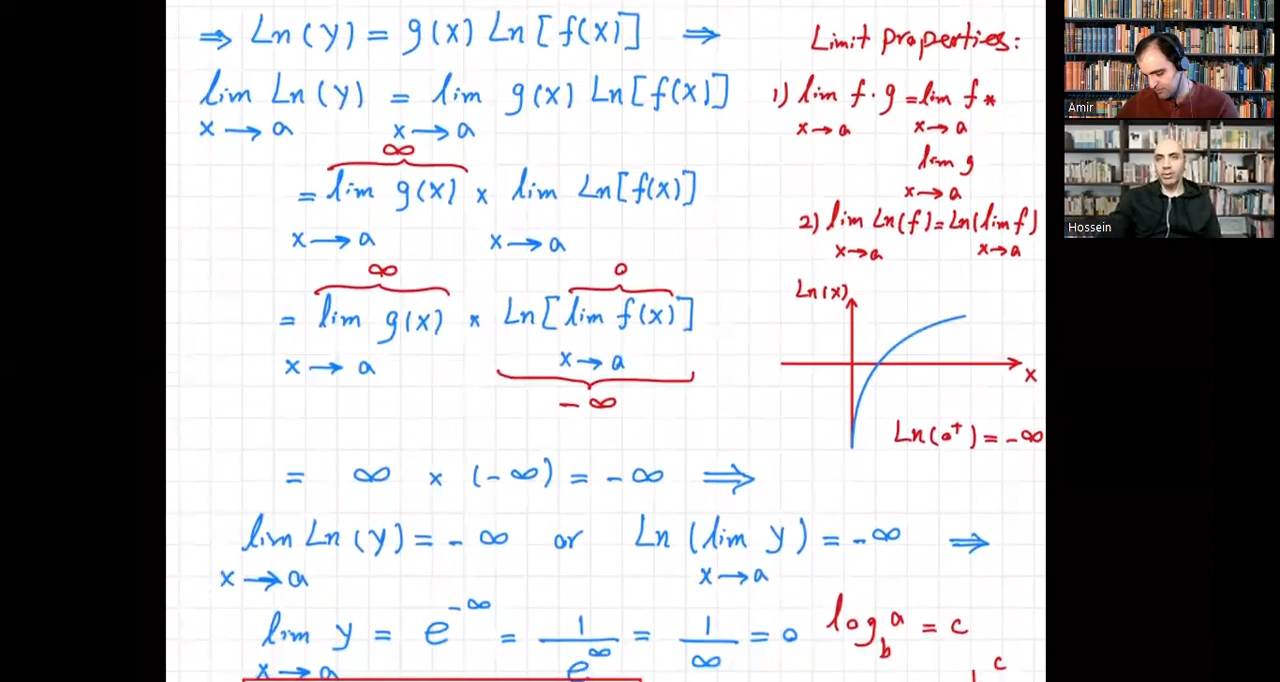 ⇒ Ln(y) = g(x) Ln[f(x)] ⇒
lim Ln(y) = lim g(x) Ln[f(x)]
x→a x→a
∞
= lim g(x) × lim Ln[f(x)]
x→a x→a
∞ 0
= lim g(x) × Ln[lim f(x)]
x→a x→a
-∞
= ∞ × (-∞) = -∞ ⇒
lim Ln(y) = -∞ or Ln(lim y) = -∞ ⇒
x→a x→a
lim y = e^-∞ = 1/e^∞ = 1/∞ = 0
x→a
Limit properties:
1) lim f·g = lim f *
x→a x→a
lim g
x→a
2) lim Ln(f) = Ln(lim f)
x→a x→a
Ln(x)
x
Ln(0⁺) = -∞
log_b a = c
c
Amir
Hossein